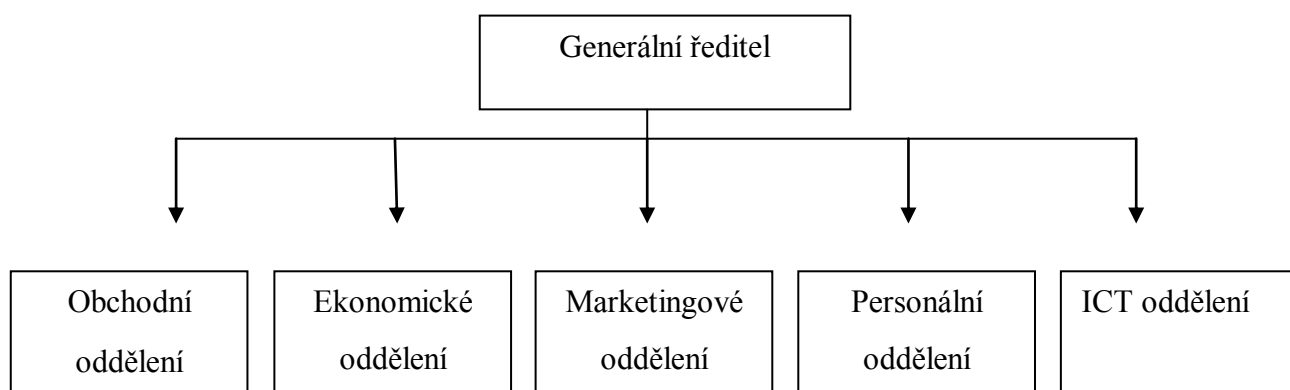 Generální ředitel
Obchodní
oddělení
Ekonomické
oddělení
Marketingové
oddělení
Personální
oddělení
ICT oddělení